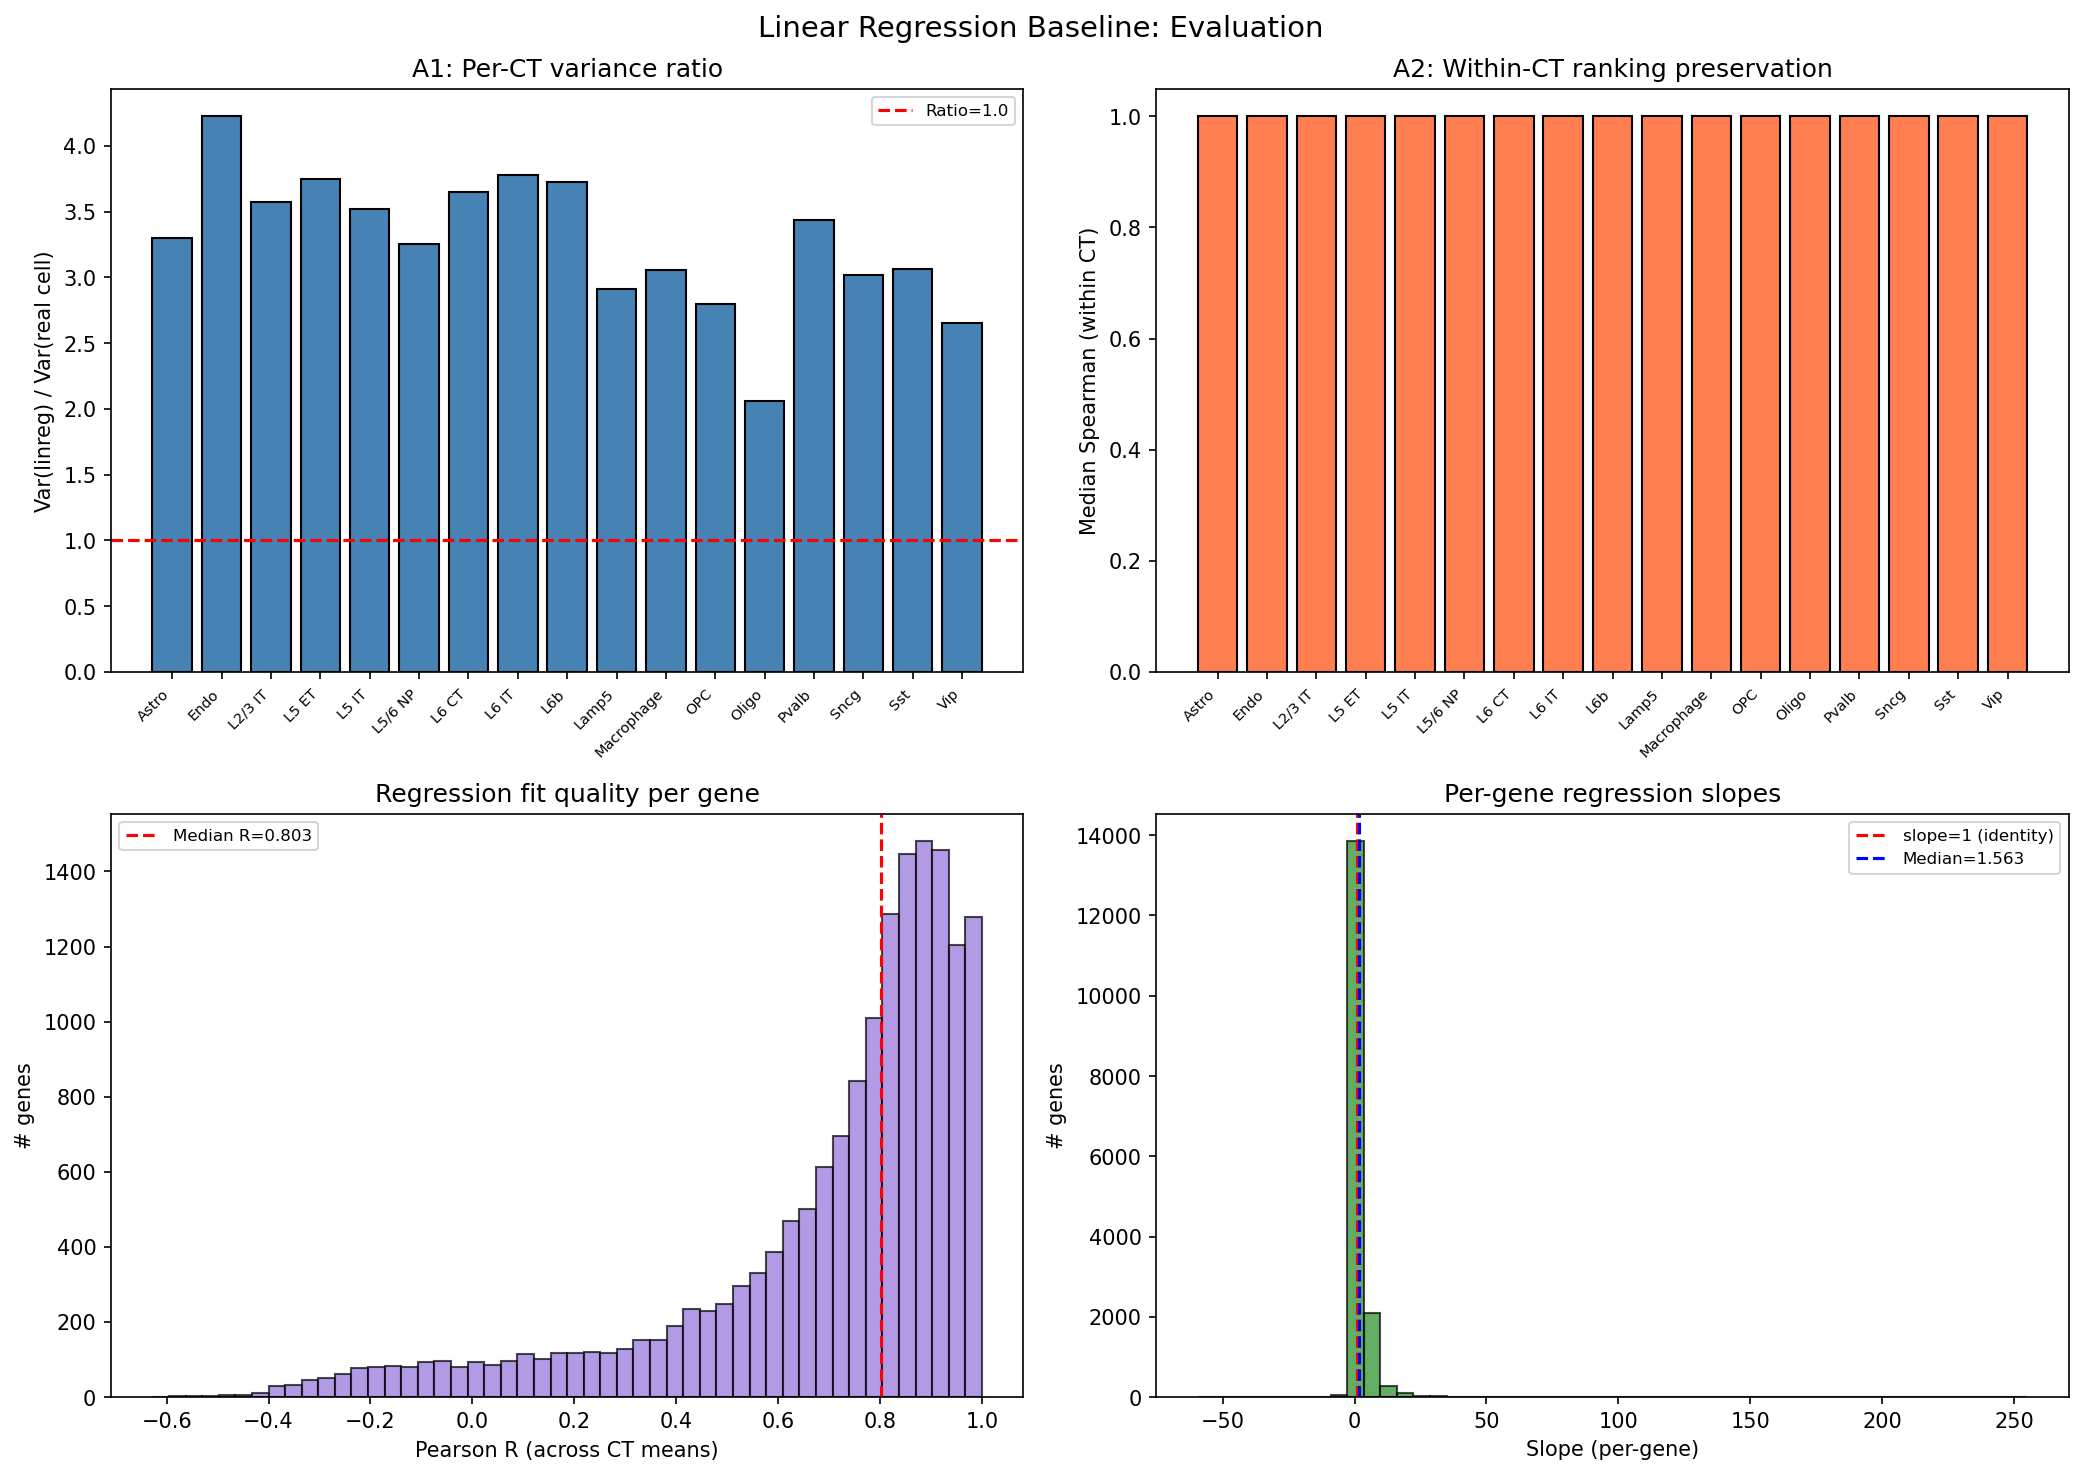 Linear Regression Baseline: Evaluation
A1: Per-CT variance ratio
Var(linreg) / Var(real cell)
4.0
3.5
3.0
2.5
2.0
1.5
1.0
0.5
0.0
Ratio=1.0
Astro
Endo
L2/3 IT
L5 ET
L5 IT
L5/6 NP
L6 CT
L6 IT
L6b
Lamp5
Macrophage
OPC
Oligo
Pvalb
Sncg
Sst
Vip
A2: Within-CT ranking preservation
Median Spearman (within CT)
1.0
0.8
0.6
0.4
0.2
0.0
Astro
Endo
L2/3 IT
L5 ET
L5 IT
L5/6 NP
L6 CT
L6 IT
L6b
Lamp5
Macrophage
OPC
Oligo
Pvalb
Sncg
Sst
Vip
Regression fit quality per gene
# genes
1400
1200
1000
800
600
400
200
0
Median R=0.803
−0.6
−0.4
−0.2
0.0
0.2
0.4
0.6
0.8
1.0
Pearson R (across CT means)
Per-gene regression slopes
# genes
14000
12000
10000
8000
6000
4000
2000
0
slope=1 (identity)
Median=1.563
−50
0
50
100
150
200
250
Slope (per-gene)